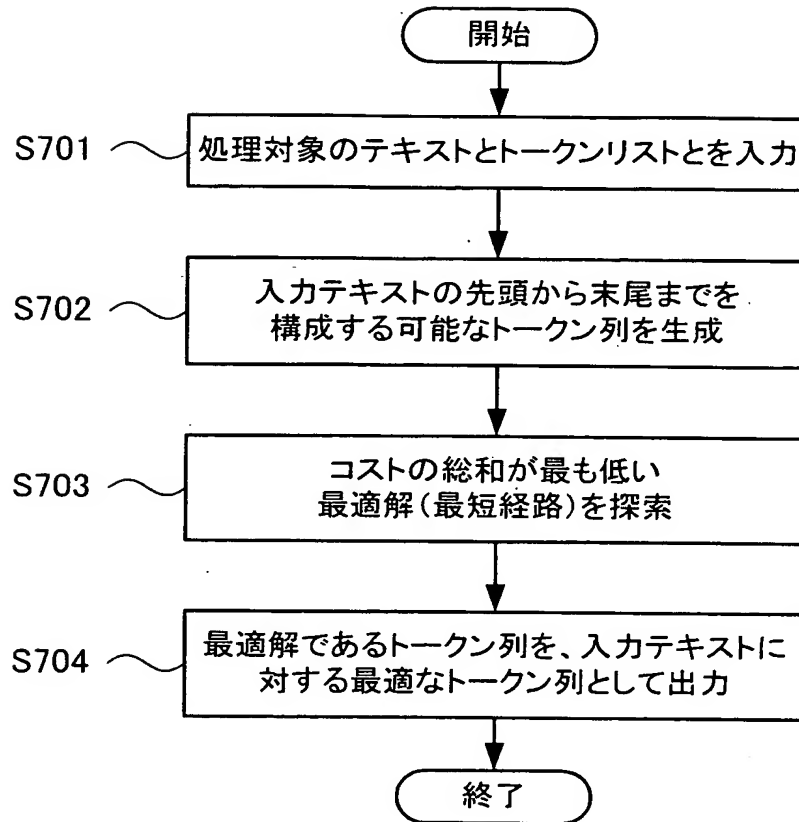 開始
S701
処理対象のテキストとトークンリストとを入力
S702
入力テキストの先頭から末尾までを
構成する可能なトークン列を生成
S703
コストの総和が最も低い
最適解(最短経路)を探索
S704
最適解であるトークン列を、入力テキストに
対する最適なトークン列として出力
終了